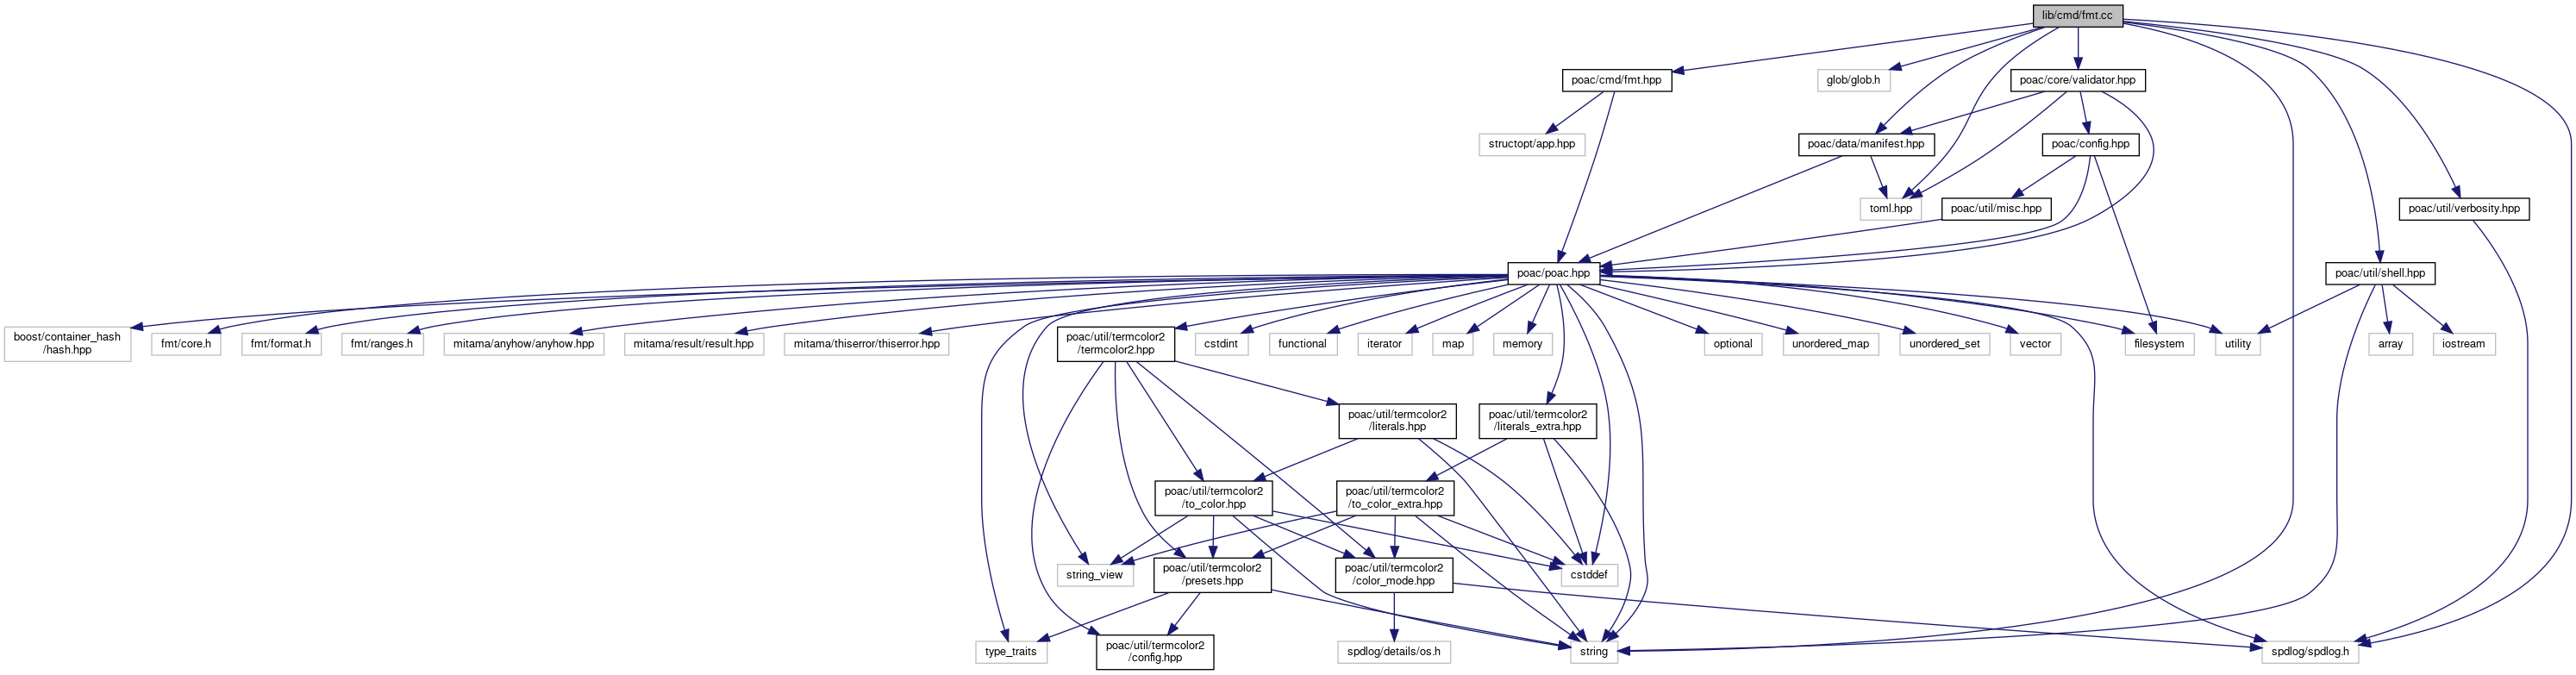 lib/cmd/fmt.cc
poac/cmd/fmt.hpp
glob/glob.h
poac/core/validator.hpp
structopt/app.hpp
poac/data/manifest.hpp
poac/config.hpp
toml.hpp
poac/util/misc.hpp
poac/util/verbosity.hpp
poac/poac.hpp
poac/util/shell.hpp
boost/container_hash
/hash.hpp
fmt/core.h
fmt/format.h
fmt/ranges.h
mitama/anyhow/anyhow.hpp
mitama/result/result.hpp
mitama/thiserror/thiserror.hpp
poac/util/termcolor2
/termcolor2.hpp
cstdint
functional
iterator
map
memory
optional
unordered_map
unordered_set
vector
filesystem
utility
array
iostream
poac/util/termcolor2
/literals.hpp
poac/util/termcolor2
/literals_extra.hpp
poac/util/termcolor2
/to_color.hpp
poac/util/termcolor2
/to_color_extra.hpp
string_view
poac/util/termcolor2
/presets.hpp
poac/util/termcolor2
/color_mode.hpp
cstddef
type_traits
poac/util/termcolor2
/config.hpp
spdlog/details/os.h
string
spdlog/spdlog.h